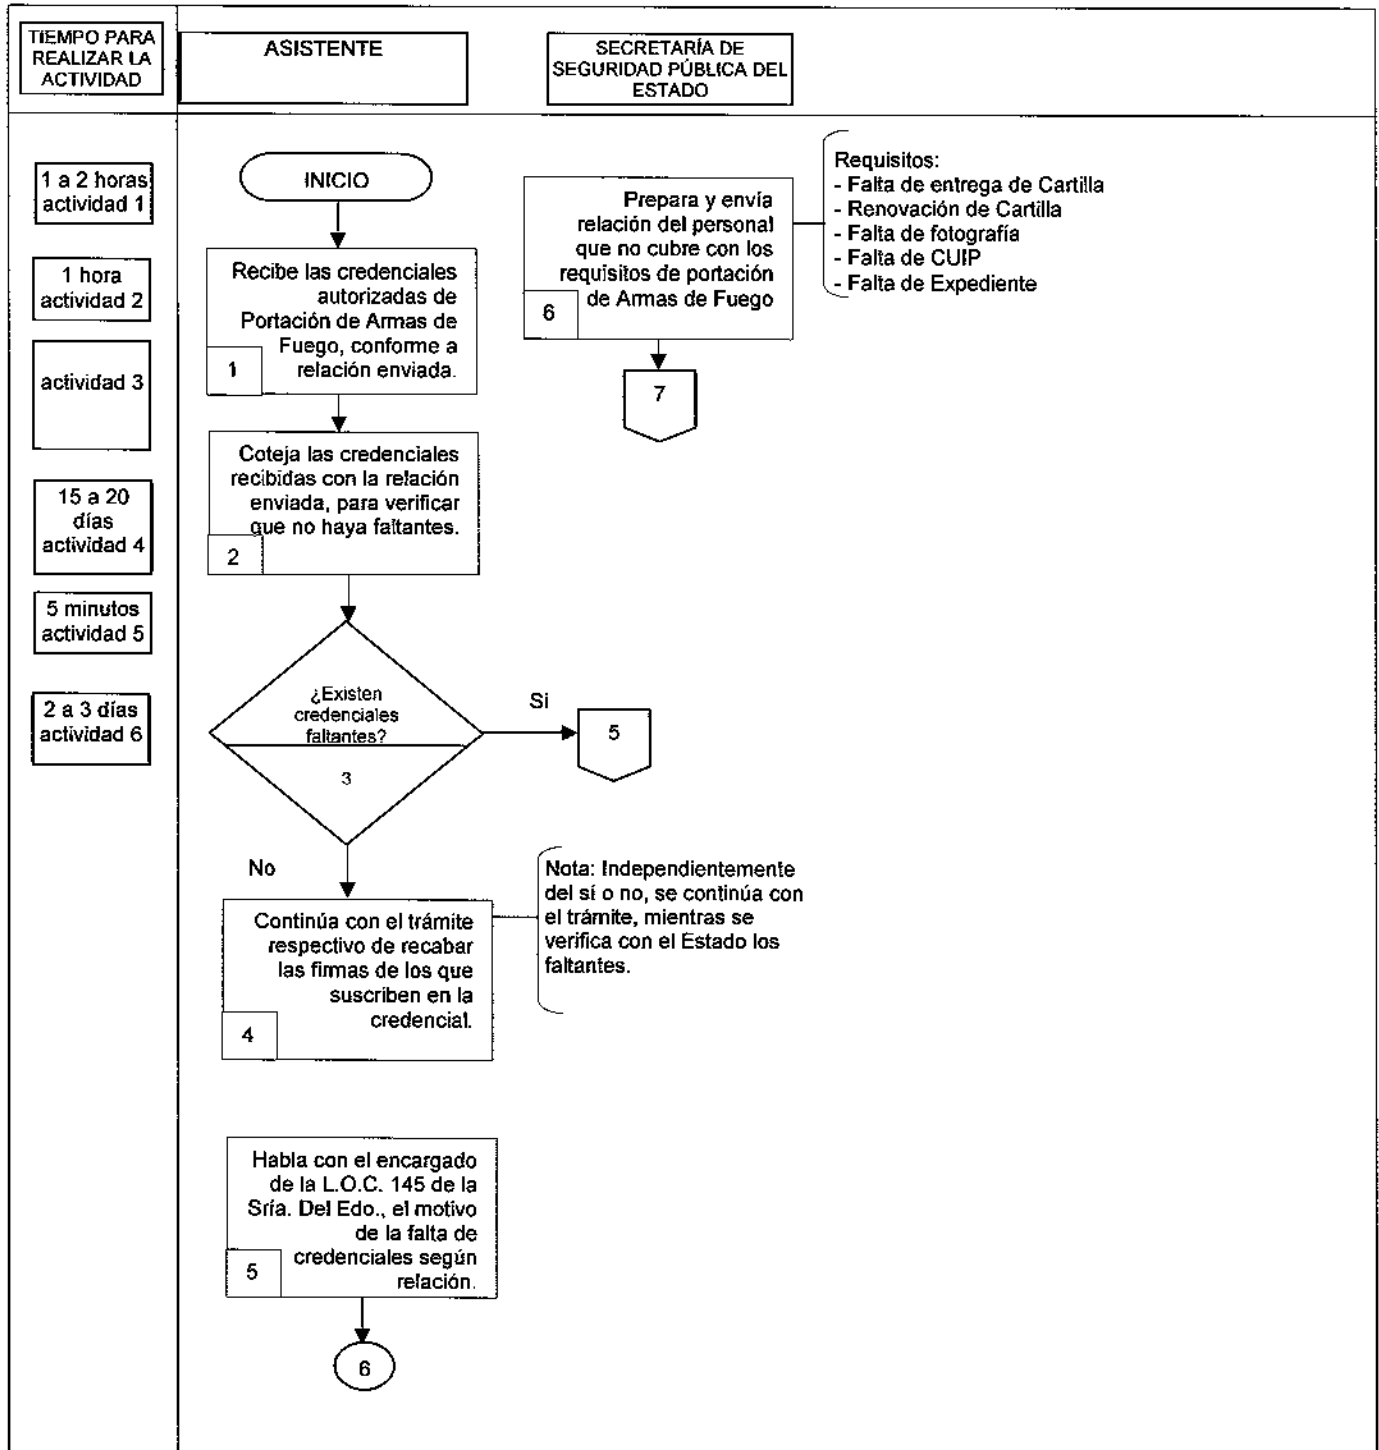 TIEMPO PARA
REALIZAR LA
ACTIVIDAD
ASISTENTE
SECRETARÍA DE
SEGURIDAD PÚBLICA DEL
ESTADO
1 a 2 horas
actividad 1
1 hora
actividad 2
actividad 3
15 a 20
días
actividad 4
5 minutos
actividad 5
2 a 3 días
actividad 6
INICIO
Recibe las credenciales
autorizadas de
Portación de Armas de
Fuego, conforme a
relación enviada.
1
Coteja las credenciales
recibidas con la relación
enviada, para verificar
que no haya faltantes.
2
¿Existen
credenciales
faltantes?
3
Si
5
No
Continúa con el trámite
respectivo de recabar
las firmas de los que
suscriben en la
credencial.
4
Nota: Independientemente
del sí o no, se continúa con
el trámite, mientras se
verifica con el Estado los
faltantes.
Habla con el encargado
de la L.O.C. 145 de la
Sría. Del Edo., el motivo
de la falta de
credenciales según
relación.
5
6
Prepara y envía
relación del personal
que no cubre con los
requisitos de portación
de Armas de Fuego
6
7
Requisitos:
- Falta de entrega de Cartilla
- Renovación de Cartilla
- Falta de fotografía
- Falta de CUIP
- Falta de Expediente